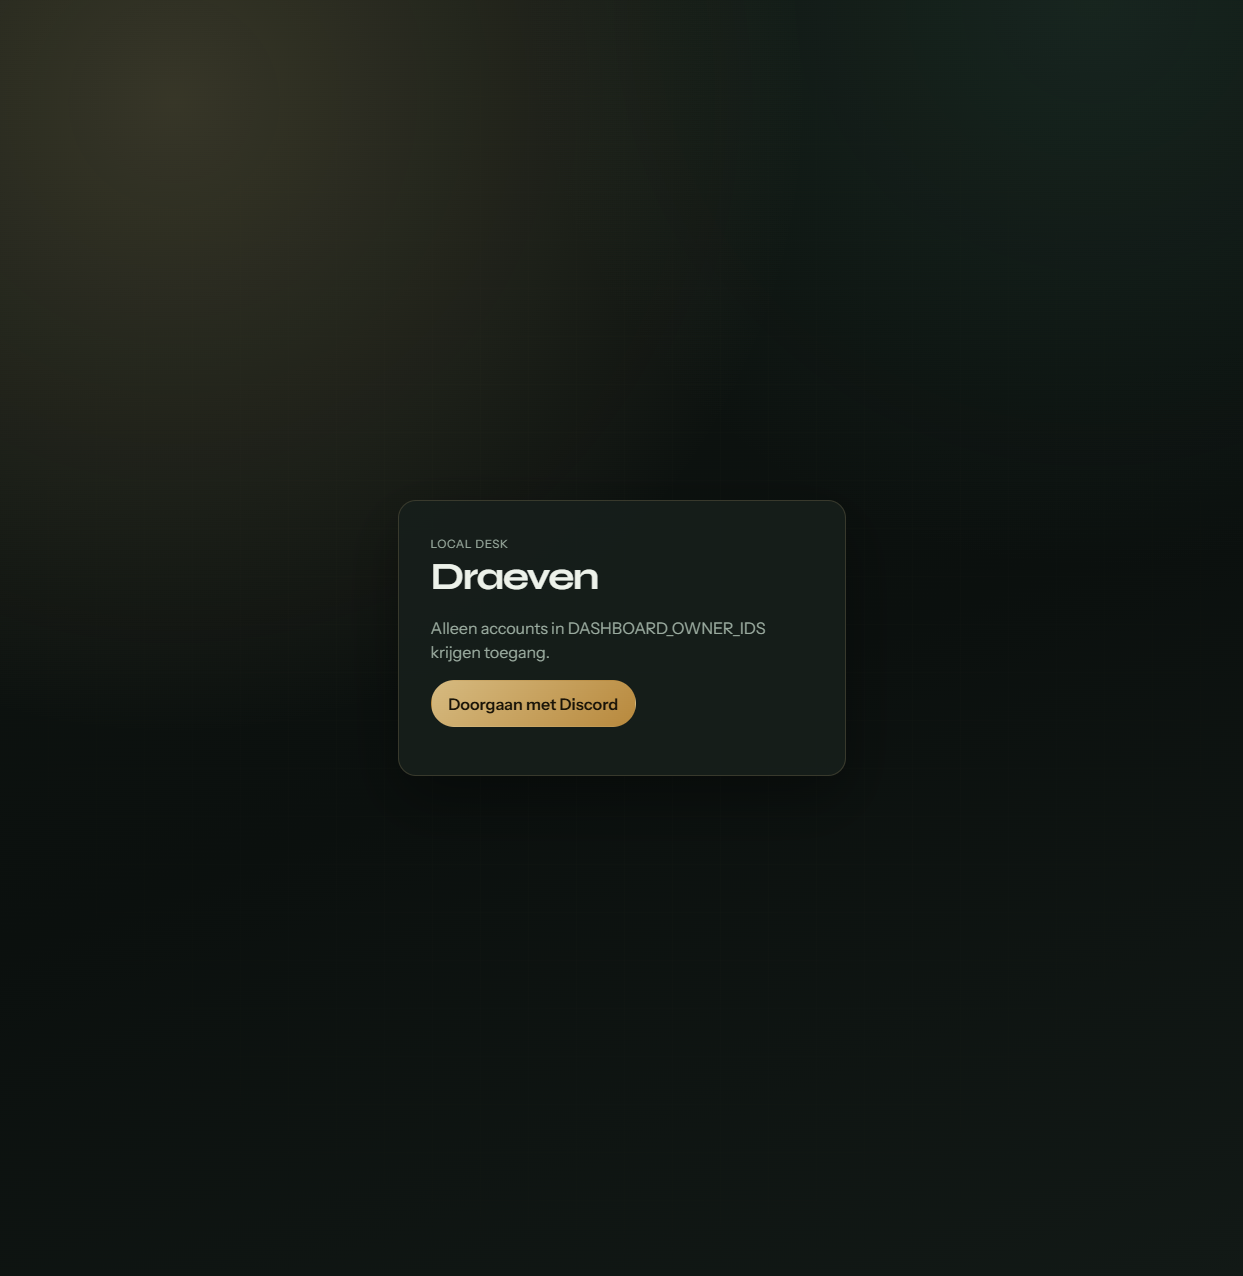 LOCAL DESK
Draeven
Alleen accounts in DASHBOARD_OWNER_IDS
krijgen toegang.
Doorgaan met Discord